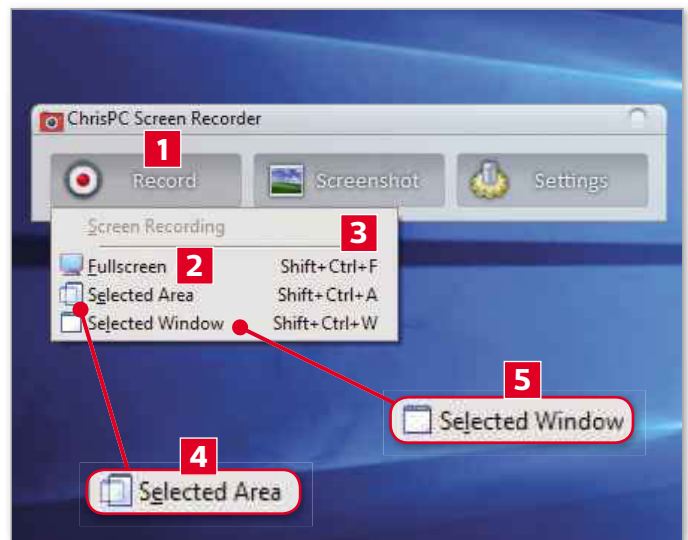 ChrisPC Screen Recorder
1
Record Screenshot Settings
Screen Recording
3
Fullscreen 2 Shift+Ctrl+F
Selected Area Shift+Ctrl+A
Selected Window Shift+Ctrl+W
5
Selected Window
4
Selected Area